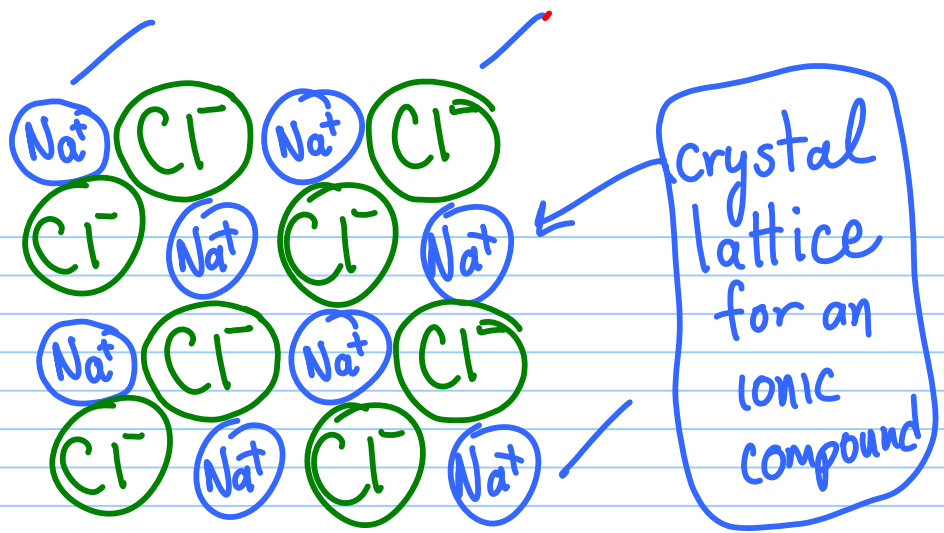 Na⁺ Cl⁻ Na⁺ Cl⁻
Cl⁻ Na⁺ Cl⁻ Na⁺
Na⁺ Cl⁻ Na⁺ Cl⁻
Cl⁻ Na⁺ Cl⁻ Na⁺
crystal
lattice
for an
ionic
compound